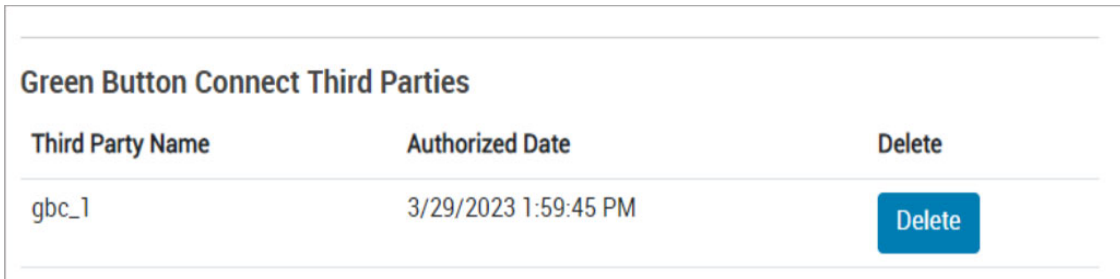 Green Button Connect Third Parties
Third Party Name Authorized Date Delete
gbc_1 3/29/2023 1:59:45 PM Delete